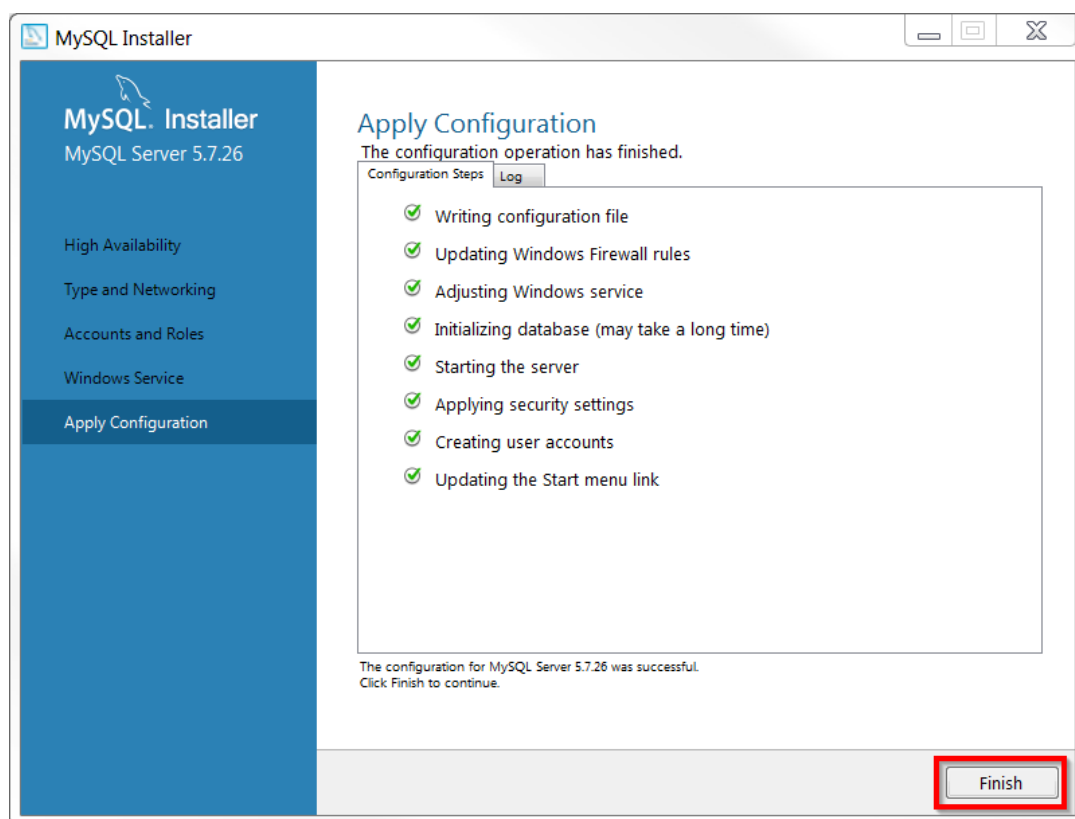 MySQL Installer
MySQL. Installer
MySQL Server 5.7.26
High Availability
Type and Networking
Accounts and Roles
Windows Service
Apply Configuration
Apply Configuration
The configuration operation has finished.
Configuration Steps Log
Writing configuration file
Updating Windows Firewall rules
Adjusting Windows service
Initializing database (may take a long time)
Starting the server
Applying security settings
Creating user accounts
Updating the Start menu link
The configuration for MySQL Server 5.7.26 was successful.
Click Finish to continue.
Finish